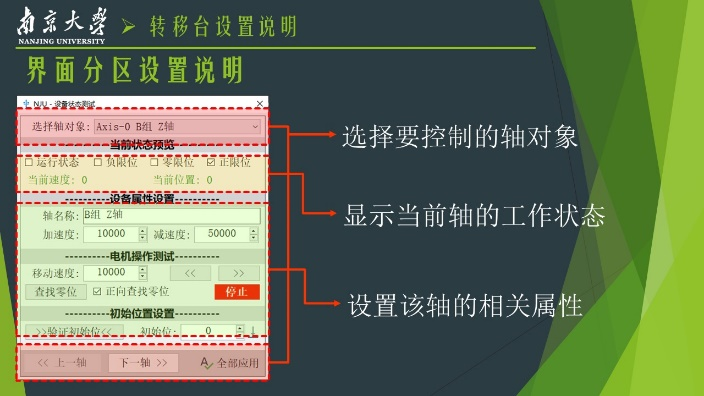 南京大学
NANJING UNIVERSITY
转移台设置说明
界面分区设置说明
NJU - 设备状态测试
选择轴对象: Axis-0 B组 Z轴
----------当前状态预览----------
运行状态 负限位 零限位 正限位
当前速度: 0 当前位置: 0
----------设备属性设置----------
轴名称: B组 Z轴
加速度: 10000 减速度: 50000
----------电机操作测试----------
移动速度: 10000 << >>
查找零位 正向查找零位 停止
----------初始位置设置----------
>>验证初始位<< 初始位: 0
<< 上一轴 下一轴 >> 全部应用
选择要控制的轴对象
显示当前轴的工作状态
设置该轴的相关属性